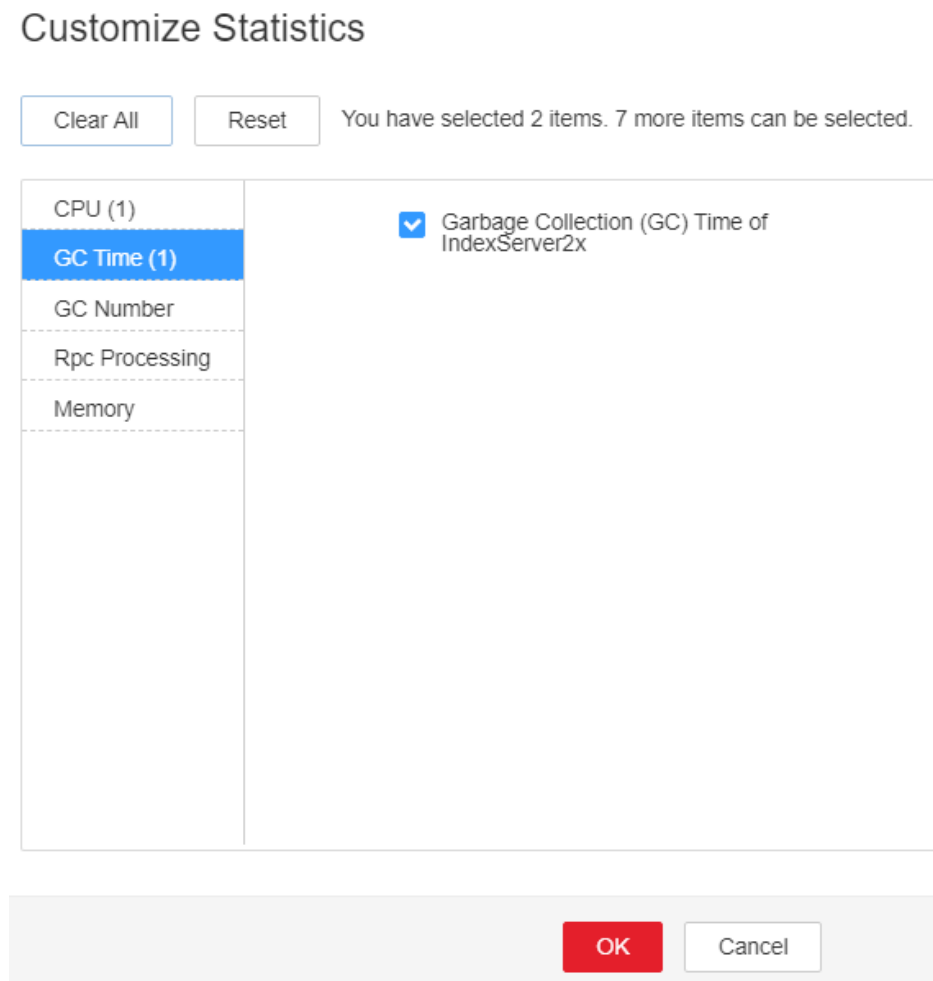 Customize Statistics
Clear All
Reset
You have selected 2 items. 7 more items can be selected.
CPU (1)
GC Time (1)
GC Number
Rpc Processing
Memory
Garbage Collection (GC) Time of
IndexServer2x
OK
Cancel